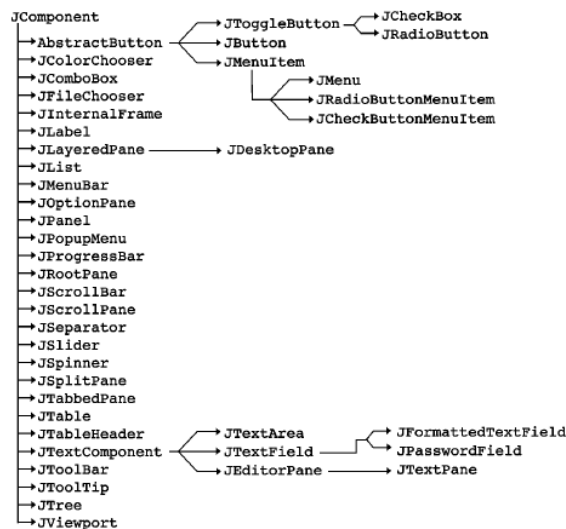 JComponent
JToggleButton JCheckBox
JRadioButton
AbstractButton JButton
JColorChooser JMenuItem
JComboBox JMenu
JFileChooser JRadioButtonMenuItem
JInternalFrame JCheckButtonMenuItem
JLabel
JLayeredPane JDesktopPane
JList
JMenuBar
JOptionPane
JPanel
JPopupMenu
JProgressBar
JRootPane
JScrollBar
JScrollPane
JSeparator
JSlider
JSpinner
JSplitPane
JTabbedPane
JTable
JTableHeader JTextArea JFormattedTextField
JTextComponent JTextField JPasswordField
JToolBar JEditorPane JTextPane
JToolTip
JTree
JViewport